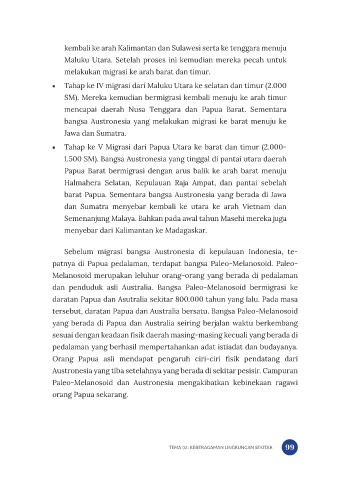 kembali ke arah Kalimantan dan Sulawesi serta ke tenggara menuju
Maluku Utara. Setelah proses ini kemudian mereka pecah untuk
melakukan migrasi ke arah barat dan timur.
• Tahap ke IV migrasi dari Maluku Utara ke selatan dan timur (2.000
SM). Mereka kemudian bermigrasi kembali menuju ke arah timur
mencapai daerah Nusa Tenggara dan Papua Barat. Sementara
bangsa Austronesia yang melakukan migrasi ke barat menuju ke
Jawa dan Sumatra.
• Tahap ke V Migrasi dari Papua Utara ke barat dan timur (2.000-
1.500 SM). Bangsa Austronesia yang tinggal di pantai utara daerah
Papua Barat bermigrasi dengan arus balik ke arah barat menuju
Halmahera Selatan, Kepulauan Raja Ampat, dan pantai sebelah
barat Papua. Sementara bangsa Austronesia yang berada di Jawa
dan Sumatra menyebar kembali ke utara ke arah Vietnam dan
Semenanjung Malaya. Bahkan pada awal tahun Masehi mereka juga
menyebar dari Kalimantan ke Madagaskar.
Sebelum migrasi bangsa Austronesia di kepulauan Indonesia, te-
patnya di Papua pedalaman, terdapat bangsa Paleo-Melanosoid. Paleo-
Melanosoid merupakan leluhur orang-orang yang berada di pedalaman
dan penduduk asli Australia. Bangsa Paleo-Melanosoid bermigrasi ke
daratan Papua dan Asutralia sekitar 800.000 tahun yang lalu. Pada masa
tersebut, daratan Papua dan Australia bersatu. Bangsa Paleo-Melanosoid
yang berada di Papua dan Australia seiring berjalan waktu berkembang
sesuai dengan keadaan fisik daerah masing-masing kecuali yang berada di
pedalaman yang berhasil mempertahankan adat istiadat dan budayanya.
Orang Papua asli mendapat pengaruh ciri-ciri fisik pendatang dari
Austronesia yang tiba setelahnya yang berada di sekitar pesisir. Campuran
Paleo-Melanosoid dan Austronesia mengakibatkan kebinekaan ragawi
orang Papua sekarang.
TEMA 02: KEBERAGAMAN LINGKUNGAN SEKITAR 99